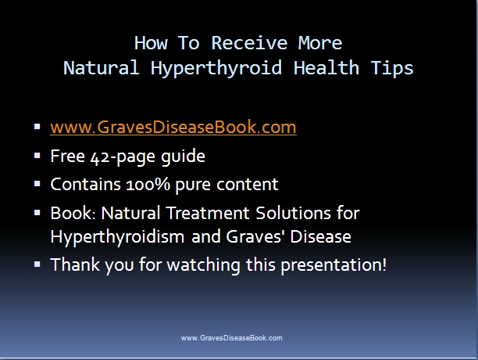 How To Receive More
Natural Hyperthyroid Health Tips
www.GravesDiseaseBook.com
Free 42-page guide
Contains 100% pure content
Book: Natural Treatment Solutions for
Hyperthyroidism and Graves' Disease
Thank you for watching this presentation!
www.GravesDiseaseBook.com